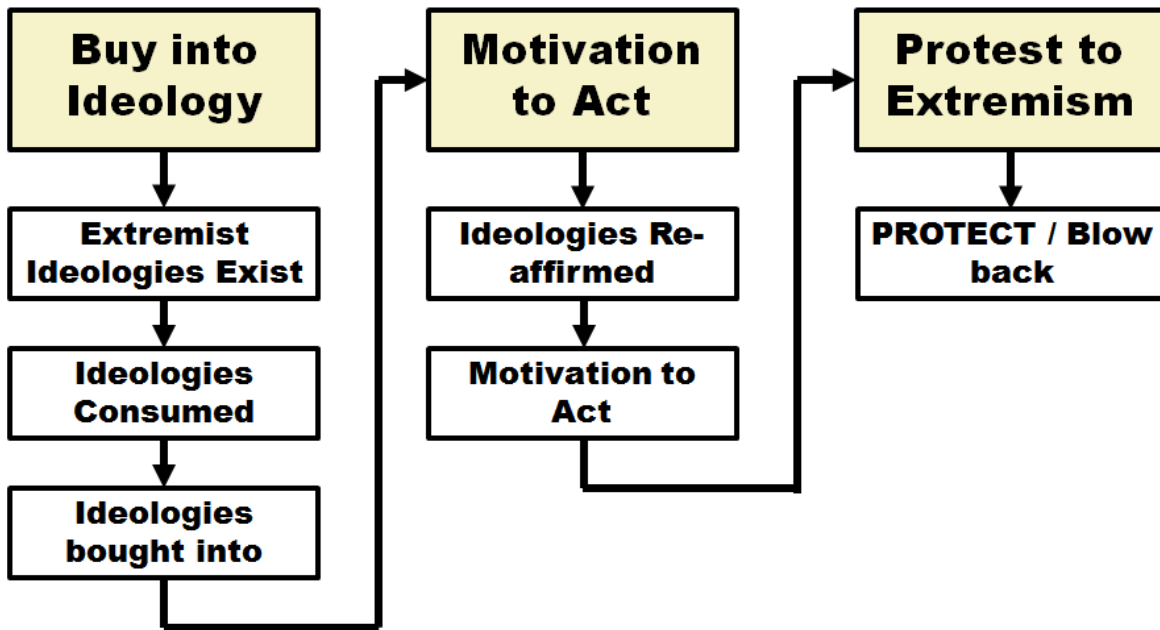 Buy into
Ideology
Extremist
Ideologies Exist
Ideologies
Consumed
Ideologies
bought into
Motivation
to Act
Ideologies Re-
affirmed
Motivation to
Act
Protest to
Extremism
PROTECT / Blow
back